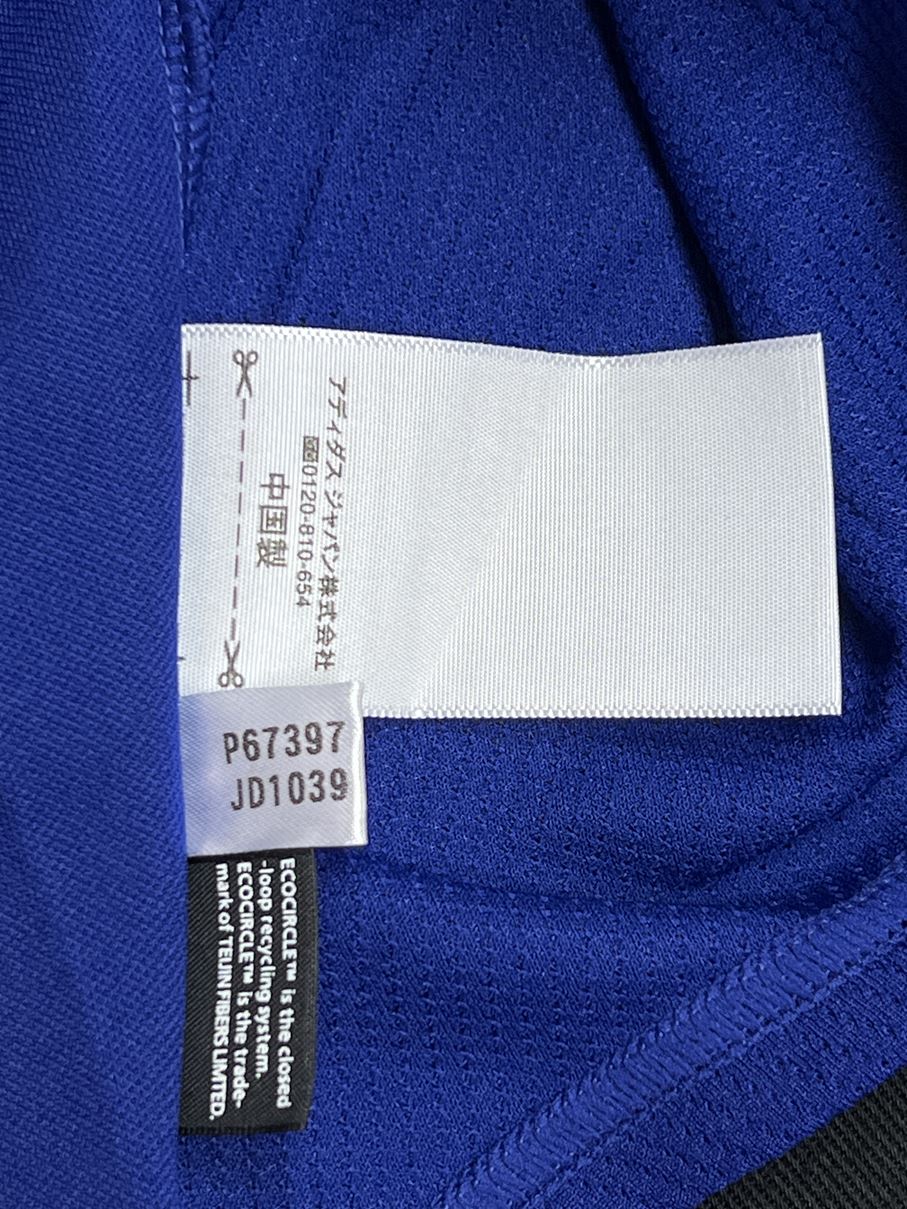 アディダス ジャパン株式会社
0120-810-654
中国製
P67397
JD1039
ECOCIRCLE™ is the closed
-loop recycling system.
ECOCIRCLE™ is the trade-
mark of TEIJIN FIBERS LIMITED.